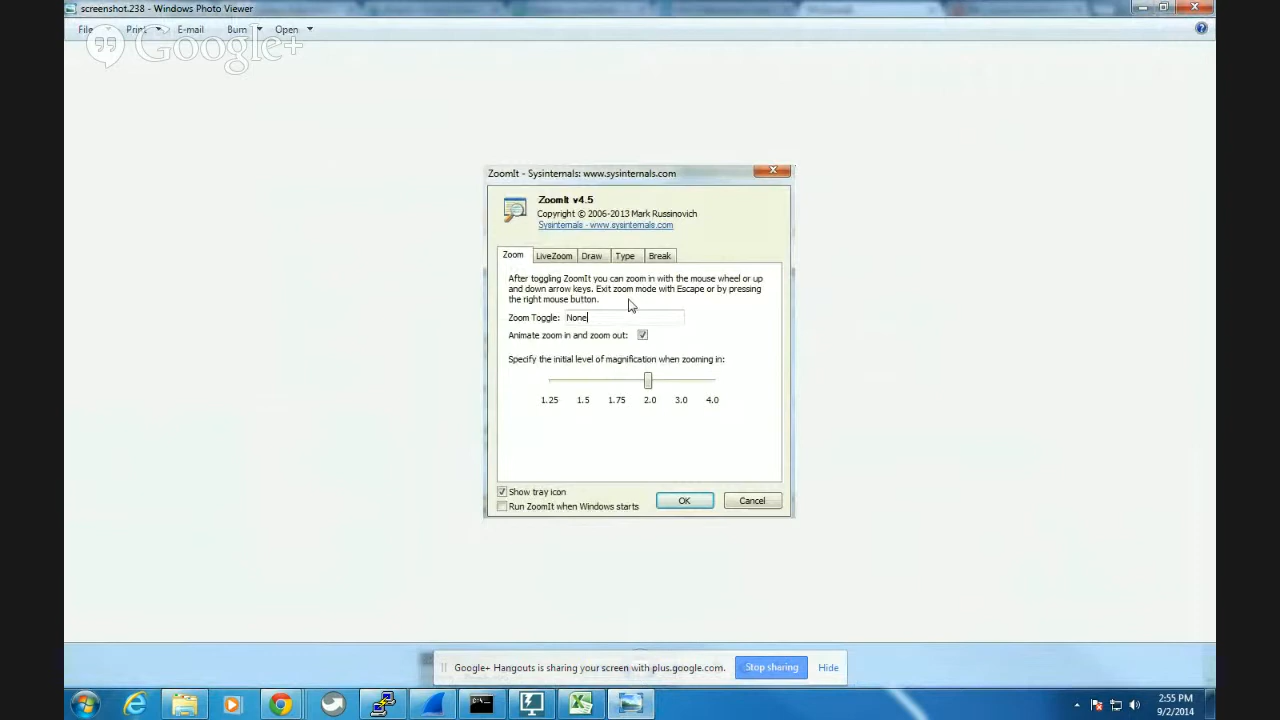 screenshot.238 - Windows Photo Viewer
File Print E-mail Burn Open
Google+
ZoomIt - Sysinternals: www.sysinternals.com
ZoomIt v4.5
Copyright © 2006-2013 Mark Russinovich
Sysinternals - www.sysinternals.com
Zoom LiveZoom Draw Type Break
After toggling ZoomIt you can zoom in with the mouse wheel or up
and down arrow keys. Exit zoom mode with Escape or by pressing
the right mouse button.
Zoom Toggle: None
Animate zoom in and zoom out:
Specify the initial level of magnification when zooming in:
1.25 1.5 1.75 2.0 3.0 4.0
Show tray icon
Run ZoomIt when Windows starts
OK Cancel
Google+ Hangouts is sharing your screen with plus.google.com. Stop sharing Hide
2:55 PM
9/2/2014